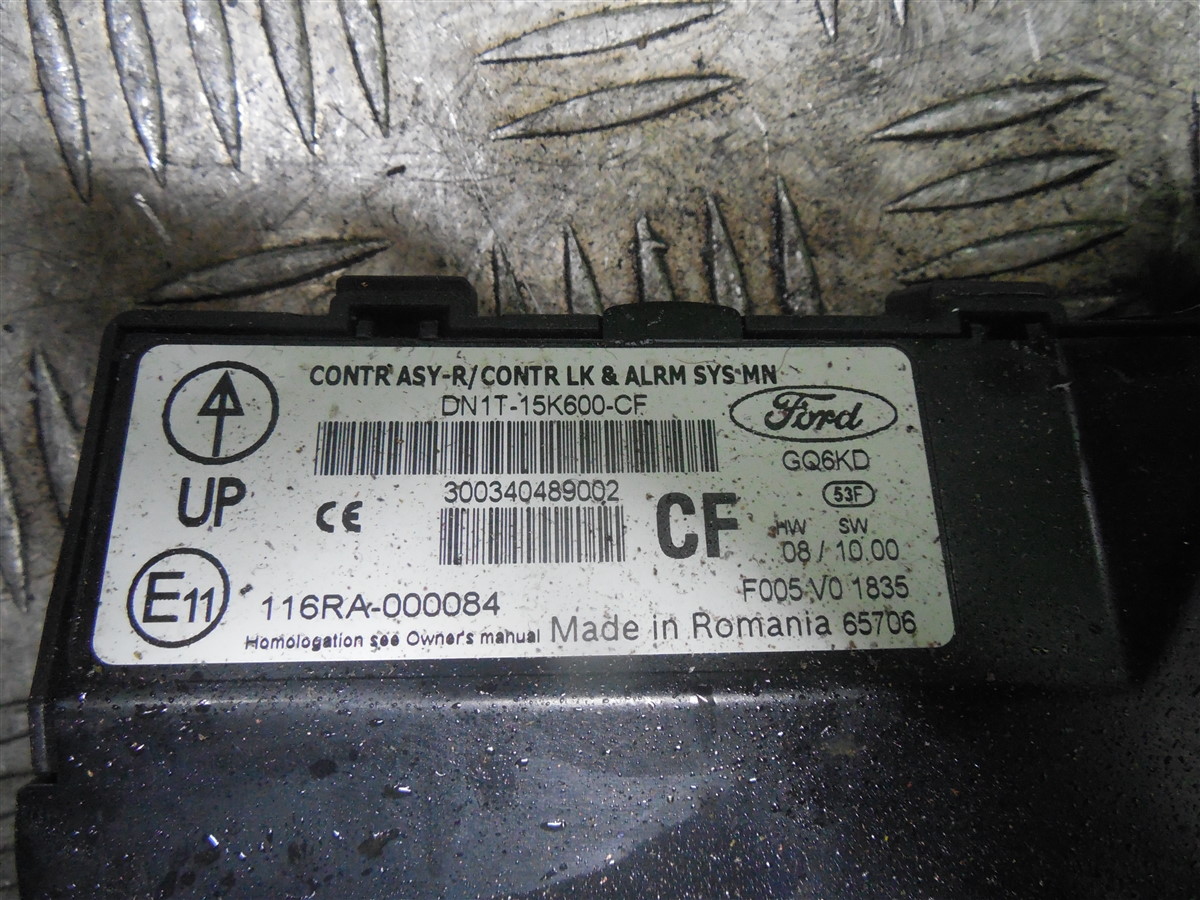 CONTR ASY-R/CONTR LK & ALRM SYS MN
DN1T-15K600-CF
Ford
GQ6KD
UP
CE
300340489002
CF
53F
HW SW
08 / 10.00
E11
116RA-000084
F005 V0 1835
Homologation see Owner's manual
Made in Romania 65706